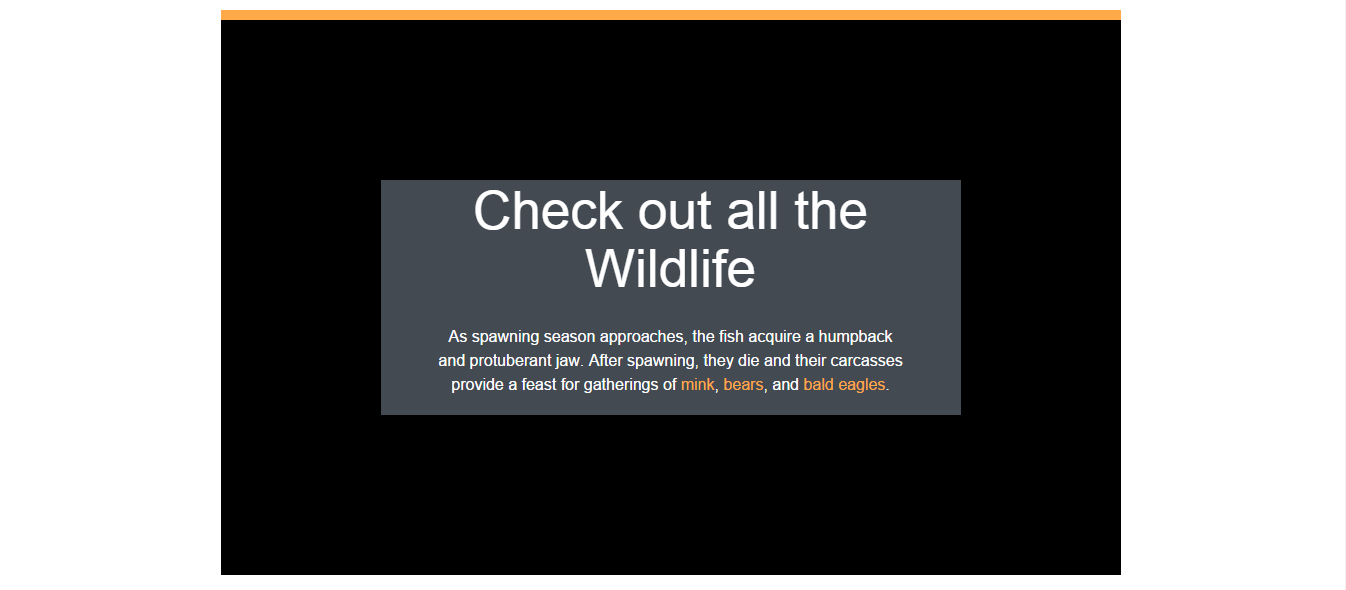 Check out all the
Wildlife
As spawning season approaches, the fish acquire a humpback
and protuberant jaw. After spawning, they die and their carcasses
provide a feast for gatherings of mink, bears, and bald eagles.